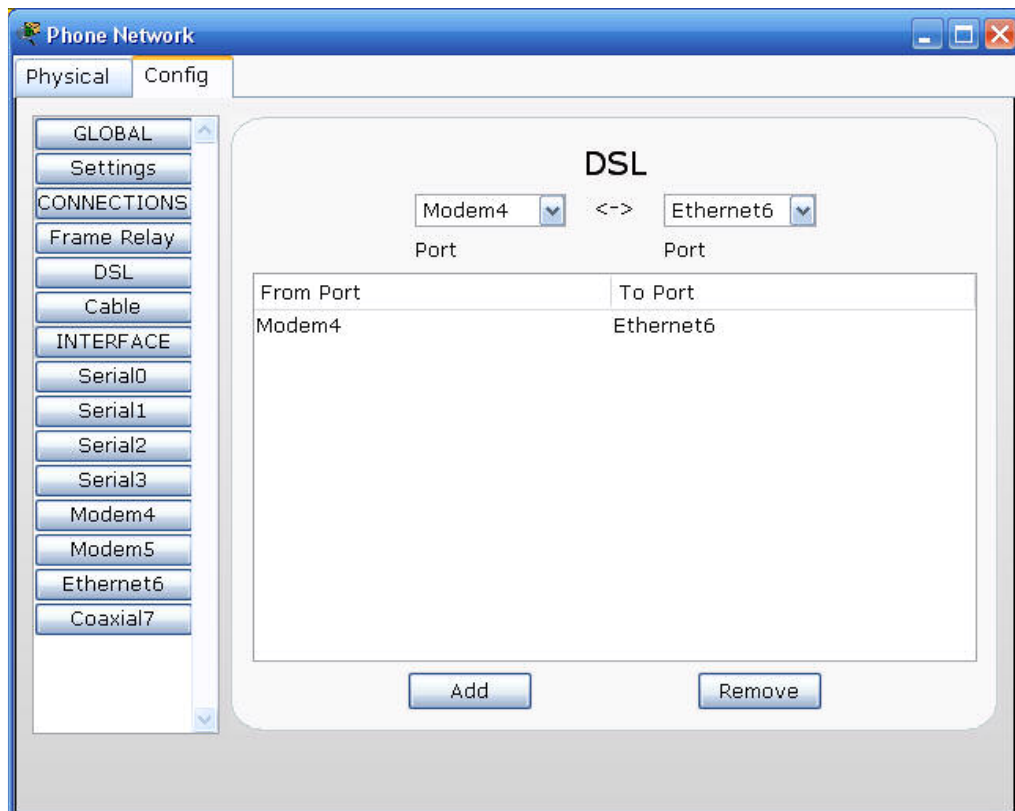 Phone Network
Physical Config
GLOBAL
Settings
CONNECTIONS
Frame Relay
DSL
Cable
INTERFACE
Serial0
Serial1
Serial2
Serial3
Modem4
Modem5
Ethernet6
Coaxial7
DSL
Modem4 <-> Ethernet6
Port Port
From Port To Port
Modem4 Ethernet6
Add Remove